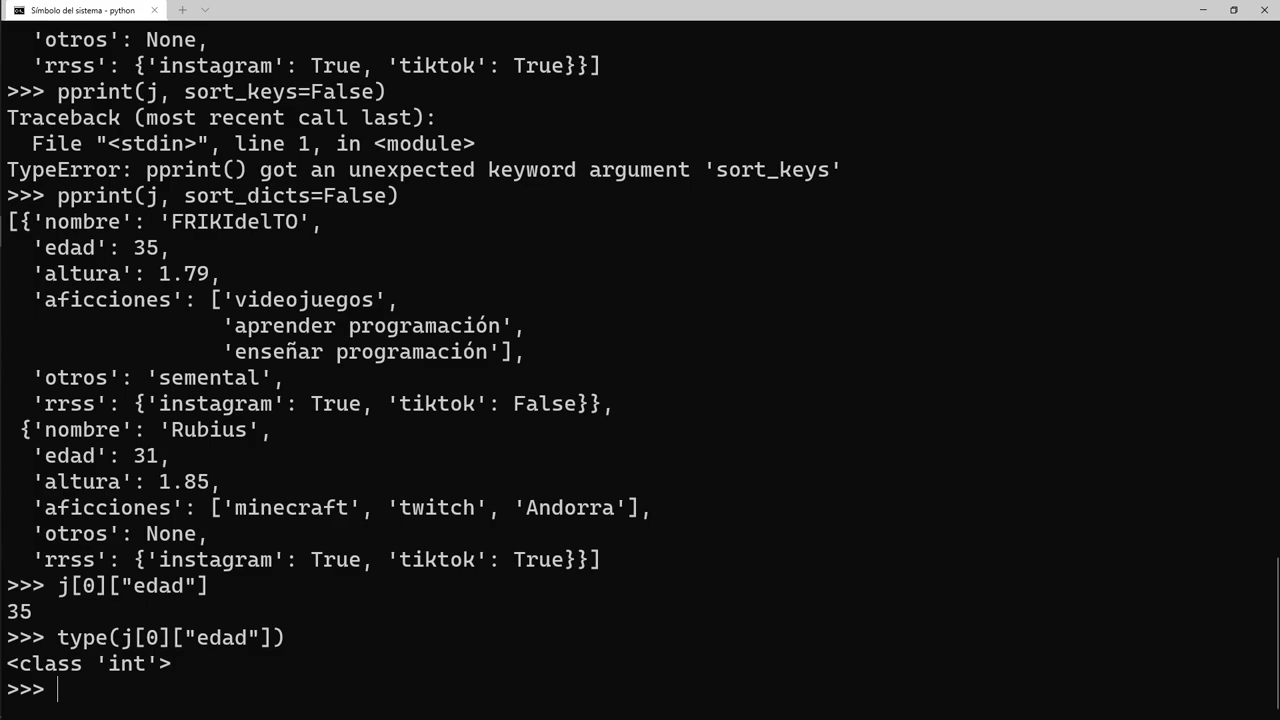 Símbolo del sistema - python
'otros': None,
'rrss': {'instagram': True, 'tiktok': True}}]
>>> pprint(j, sort_keys=False)
Traceback (most recent call last):
File "<stdin>", line 1, in <module>
TypeError: pprint() got an unexpected keyword argument 'sort_keys'
>>> pprint(j, sort_dicts=False)
[{'nombre': 'FRIKIdelTO',
'edad': 35,
'altura': 1.79,
'aficciones': ['videojuegos',
'aprender programación',
'enseñar programación'],
'otros': 'semental',
'rrss': {'instagram': True, 'tiktok': False}},
{'nombre': 'Rubius',
'edad': 31,
'altura': 1.85,
'aficciones': ['minecraft', 'twitch', 'Andorra'],
'otros': None,
'rrss': {'instagram': True, 'tiktok': True}}]
>>> j[0]["edad"]
35
>>> type(j[0]["edad"])
<class 'int'>
>>>